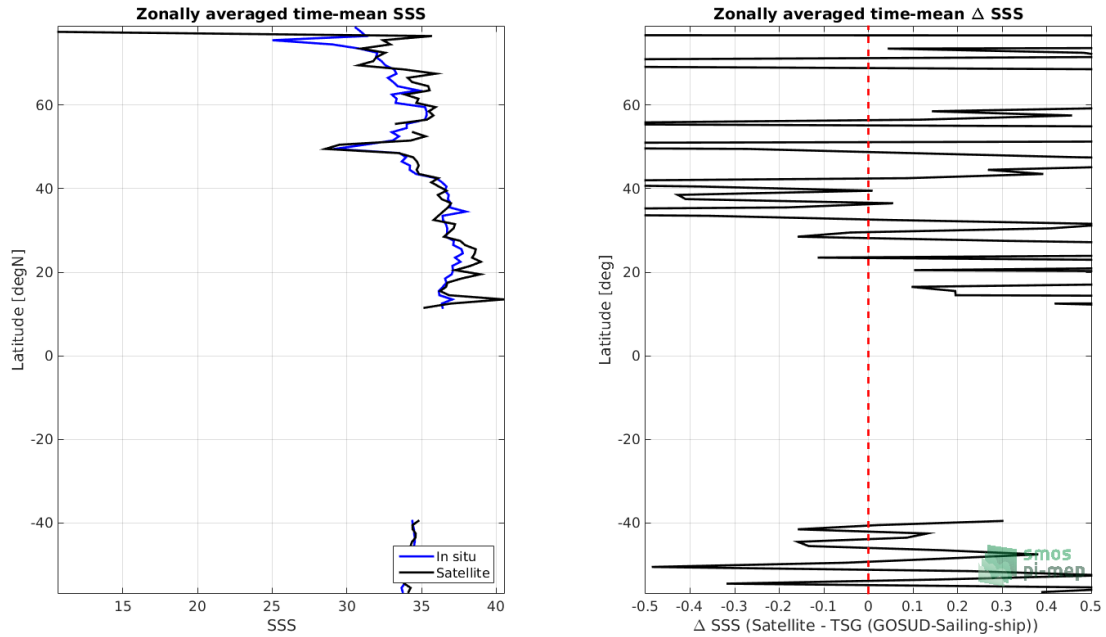 Zonally averaged time-mean SSS
60
40
20
0
-20
-40
Latitude [degN]
15
20
25
30
35
40
SSS
In situ
Satellite
Zonally averaged time-mean Δ SSS
60
40
20
0
-20
-40
Latitude [deg]
-0.5
-0.4
-0.3
-0.2
-0.1
0
0.1
0.2
0.3
0.4
0.5
Δ SSS (Satellite - TSG (GOSUD-Sailing-ship))
smos
pi-mep